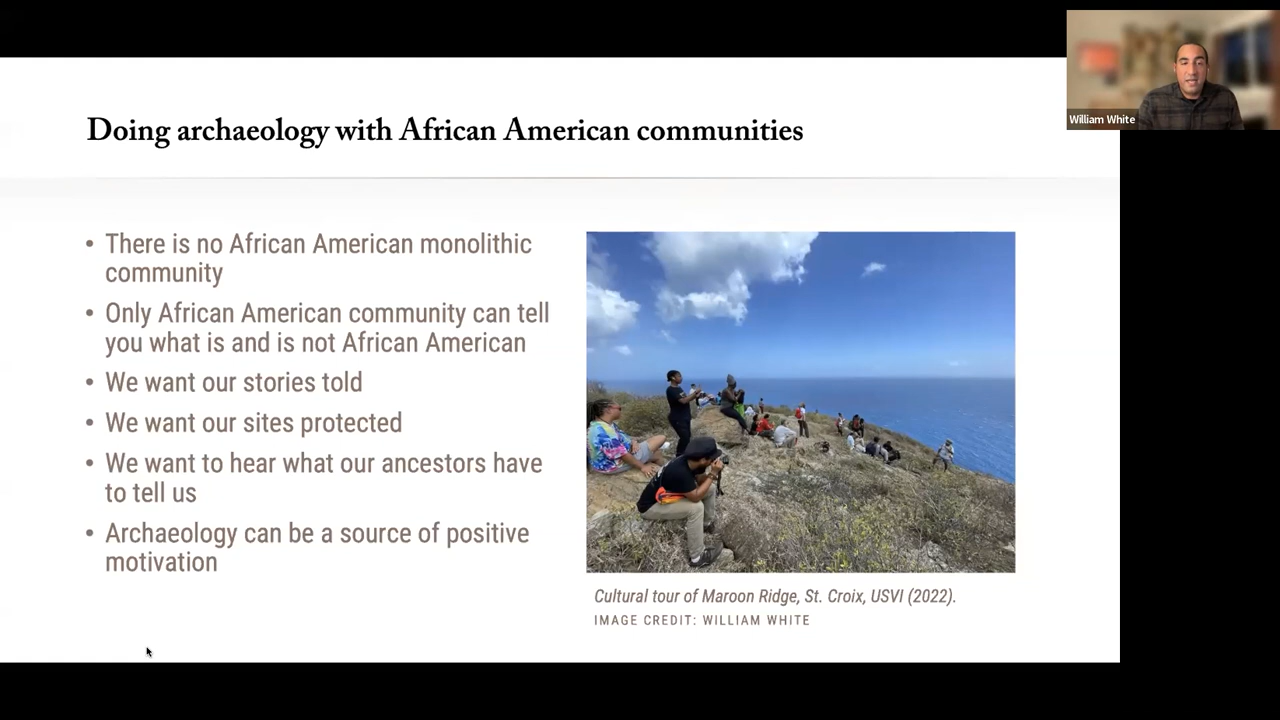 William White
Doing archaeology with African American communities
• There is no African American monolithic
community
• Only African American community can tell
you what is and is not African American
• We want our stories told
• We want our sites protected
• We want to hear what our ancestors have
to tell us
• Archaeology can be a source of positive
motivation
Cultural tour of Maroon Ridge, St. Croix, USVI (2022).
IMAGE CREDIT: WILLIAM WHITE